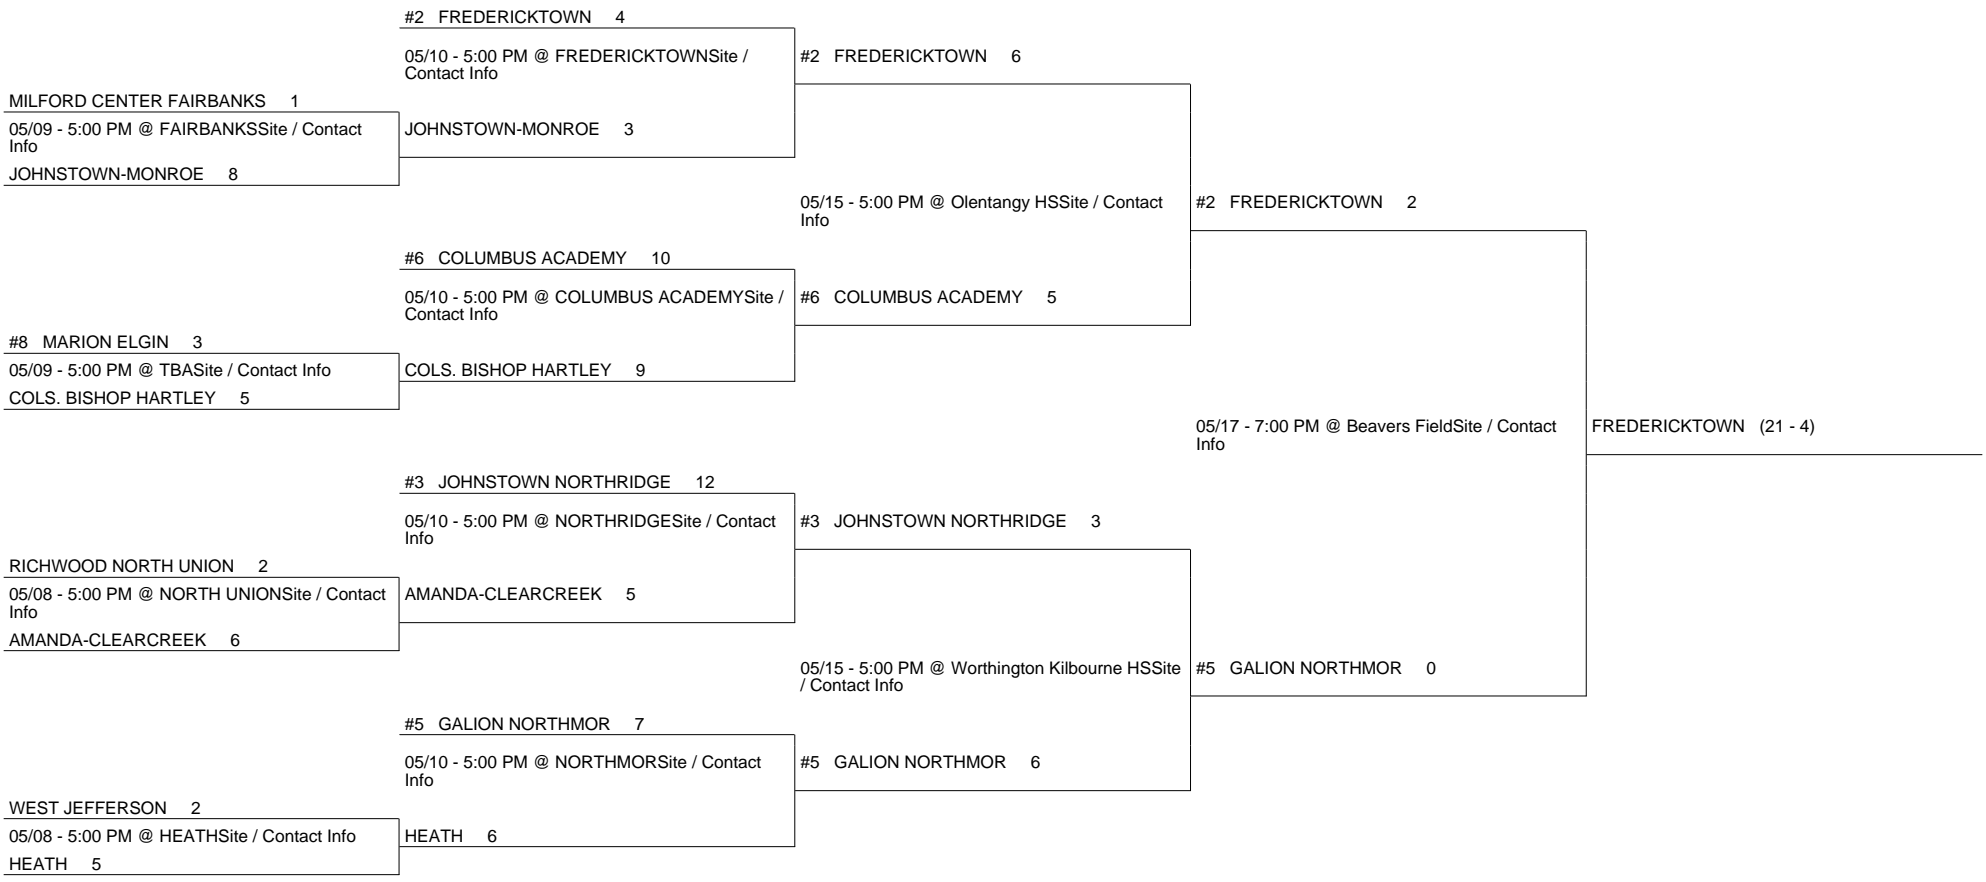 #2 FREDERICKTOWN 4
05/10 - 5:00 PM @ FREDERICKTOWNSite /
Contact Info
#2 FREDERICKTOWN 6
MILFORD CENTER FAIRBANKS 1
05/09 - 5:00 PM @ FAIRBANKSSite / Contact
Info
JOHNSTOWN-MONROE 3
JOHNSTOWN-MONROE 8
05/15 - 5:00 PM @ Olentangy HSSite / Contact
Info
#2 FREDERICKTOWN 2
#6 COLUMBUS ACADEMY 10
05/10 - 5:00 PM @ COLUMBUS ACADEMYSite /
Contact Info
#6 COLUMBUS ACADEMY 5
#8 MARION ELGIN 3
05/09 - 5:00 PM @ TBASite / Contact Info
COLS. BISHOP HARTLEY 9
COLS. BISHOP HARTLEY 5
05/17 - 7:00 PM @ Beavers FieldSite / Contact
Info
FREDERICKTOWN (21 - 4)
#3 JOHNSTOWN NORTHRIDGE 12
05/10 - 5:00 PM @ NORTHRIDGESite / Contact
Info
#3 JOHNSTOWN NORTHRIDGE 3
RICHWOOD NORTH UNION 2
05/08 - 5:00 PM @ NORTH UNIONSite / Contact
Info
AMANDA-CLEARCREEK 5
AMANDA-CLEARCREEK 6
05/15 - 5:00 PM @ Worthington Kilbourne HSSite
/ Contact Info
#5 GALION NORTHMOR 0
#5 GALION NORTHMOR 7
05/10 - 5:00 PM @ NORTHMORSite / Contact
Info
#5 GALION NORTHMOR 6
WEST JEFFERSON 2
05/08 - 5:00 PM @ HEATHSite / Contact Info
HEATH 6
HEATH 5